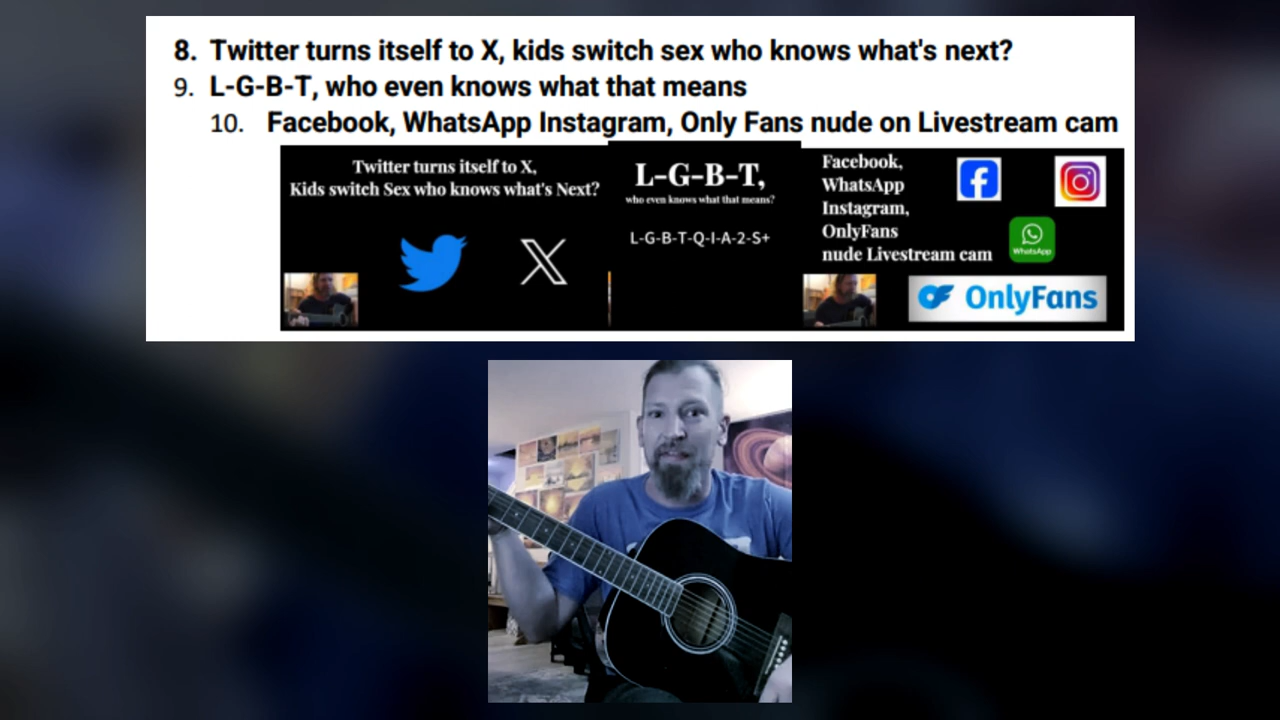 8. Twitter turns itself to X, kids switch sex who knows what's next?
9. L-G-B-T, who even knows what that means
10. Facebook, WhatsApp Instagram, Only Fans nude on Livestream cam
Twitter turns itself to X,
Kids switch Sex who knows what's Next?
L-G-B-T,
who even knows what that means?
L-G-B-T-Q-I-A-2-S+
Facebook,
WhatsApp
Instagram,
OnlyFans
nude Livestream cam
WhatsApp
OnlyFans